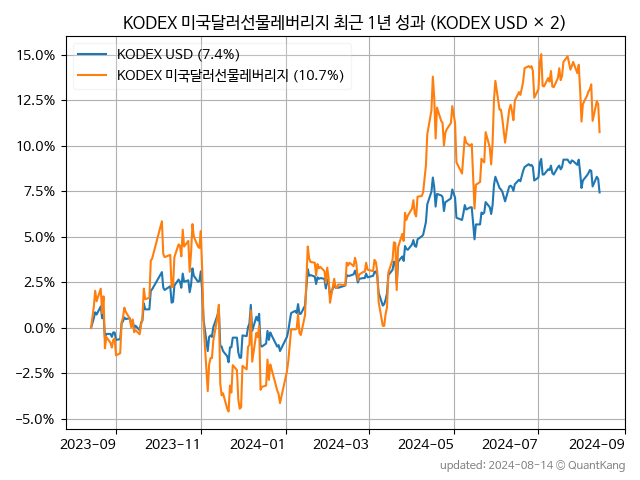 KODEX 미국달러선물레버리지 최근 1년 성과 (KODEX USD × 2)
KODEX USD (7.4%)
KODEX 미국달러선물레버리지 (10.7%)
15.0%
12.5%
10.0%
7.5%
5.0%
2.5%
0.0%
−2.5%
−5.0%
2023−09 2023−11 2024−01 2024−03 2024−05 2024−07 2024−09
updated: 2024-08-14 © QuantKang